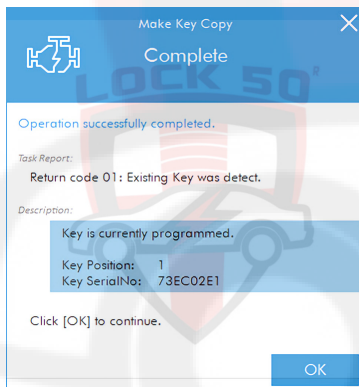 Make Key Copy
Complete
LOCK 50
Operation successfully completed.
Task Report:
Return code 01: Existing Key was detect.
Description:
Key is currently programmed.
Key Position: 1
Key SerialNo: 73EC02E1
Click [OK] to continue.
OK